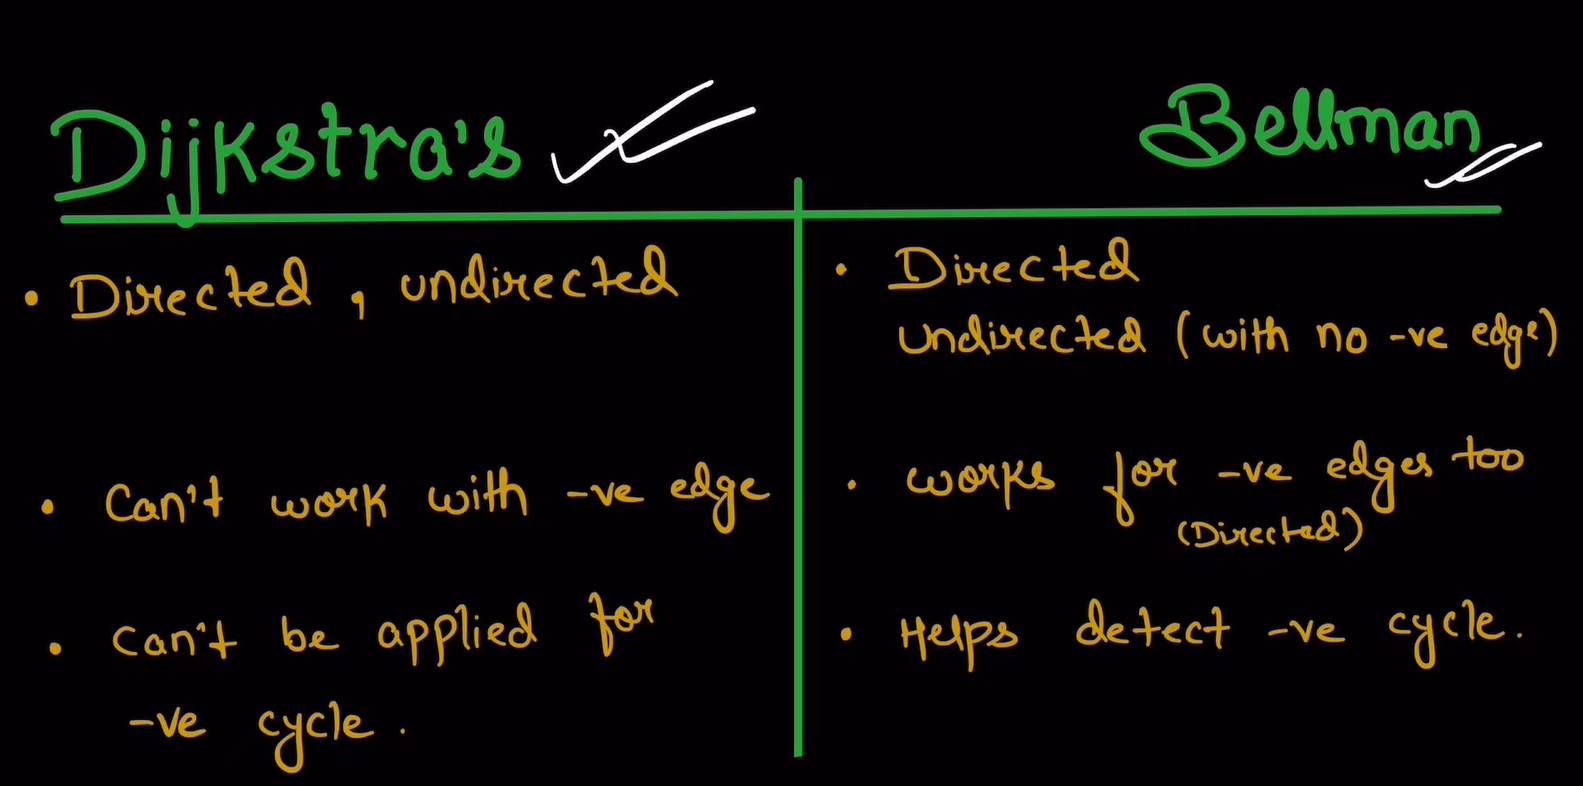 Dijkstra's
Bellman
• Directed, undirected
• Can't work with -ve edge
• can't be applied for
-ve cycle.
• Directed
undirected (with no -ve edge)
• works for -ve edges too
(Directed)
• Helps detect -ve cycle.